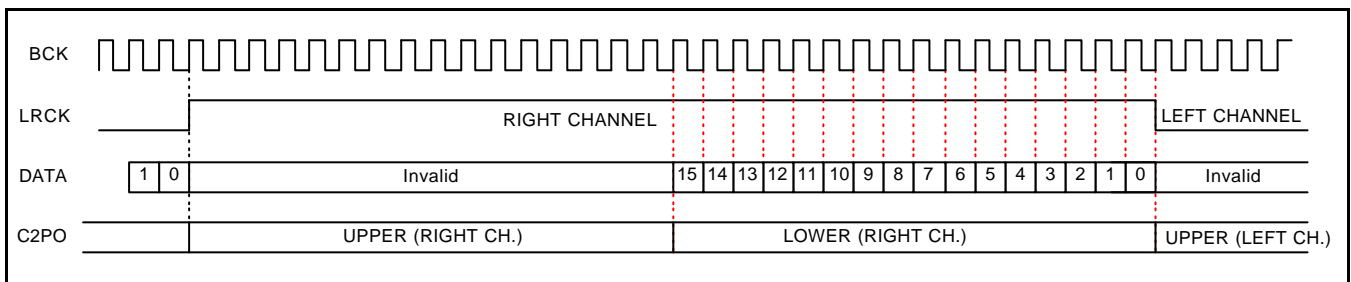 BCK
LRCK RIGHT CHANNEL LEFT CHANNEL
DATA 1 0 Invalid 15 14 13 12 11 10 9 8 7 6 5 4 3 2 1 0 Invalid
C2PO UPPER (RIGHT CH.) LOWER (RIGHT CH.) UPPER (LEFT CH.)